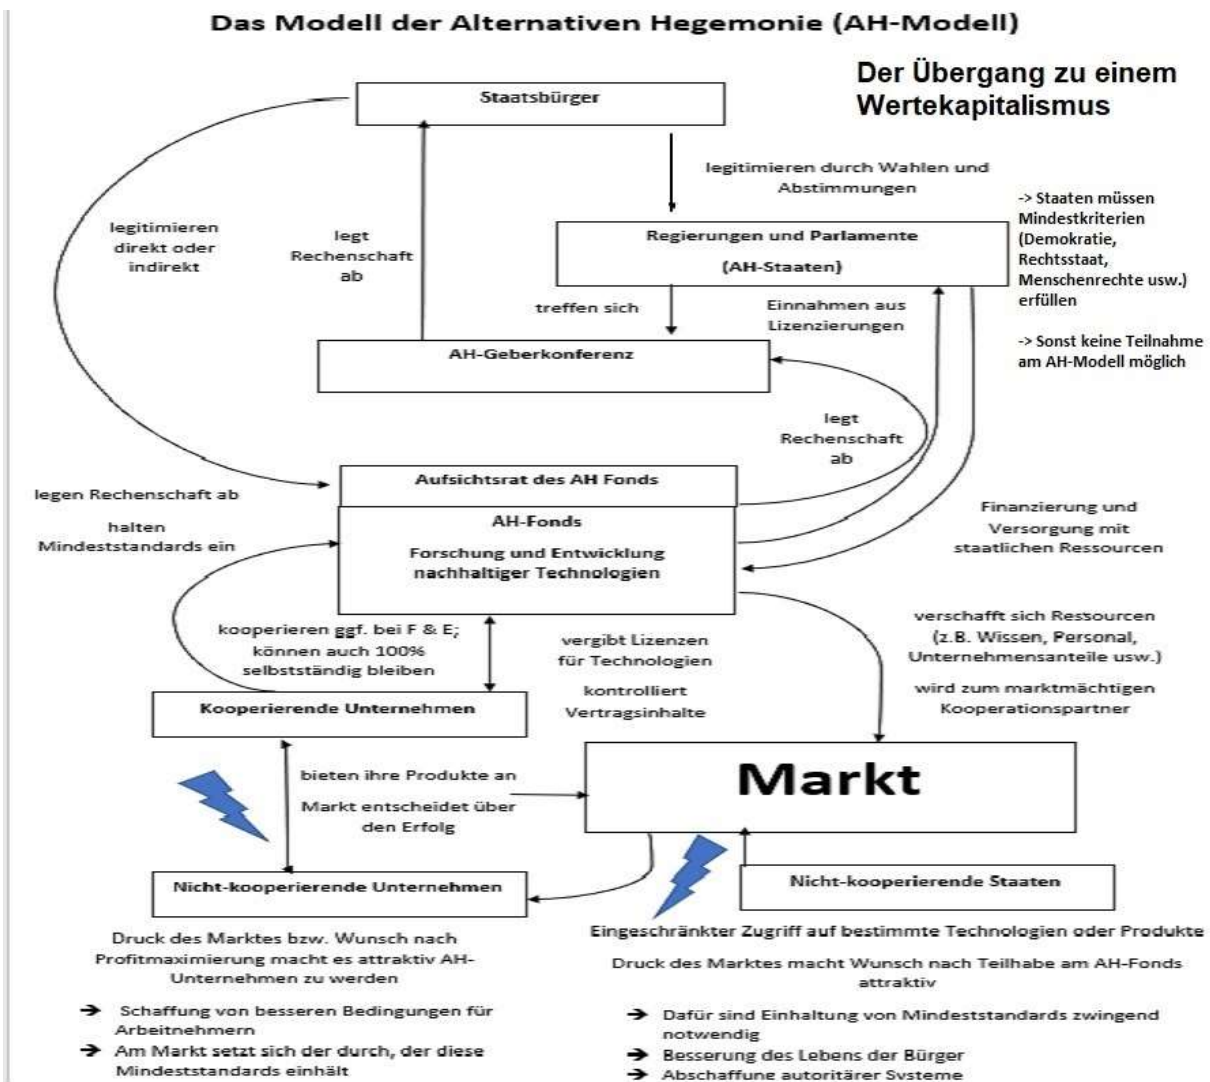 Das Modell der Alternativen Hegemonie (AH-Modell)
Der Übergang zu einem
Wertekapitalismus
Staatsbürger
legitimieren durch Wahlen und
Abstimmungen
legitimieren
direkt oder
indirekt
legt
Rechenschaft
ab
Regierungen und Parlamente
(AH-Staaten)
-> Staaten müssen
Mindestkriterien
(Demokratie,
Rechtsstaat,
Menschenrechte usw.)
erfüllen
-> Sonst keine Teilnahme
am AH-Modell möglich
treffen sich
Einnahmen aus
Lizenzierungen
AH-Geberkonferenz
legt
Rechenschaft
ab
Aufsichtsrat des AH Fonds
AH-Fonds
Forschung und Entwicklung
nachhaltiger Technologien
legen Rechenschaft ab
halten
Mindeststandards ein
Finanzierung und
Versorgung mit
staatlichen Ressourcen
kooperieren ggf. bei F & E;
können auch 100%
selbstständig bleiben
vergibt Lizenzen
für Technologien
kontrolliert
Vertragsinhalte
verschafft sich Ressourcen
(z.B. Wissen, Personal,
Unternehmensanteile usw.)
wird zum marktmächtigen
Kooperationspartner
Kooperierende Unternehmen
bieten ihre Produkte an
Markt entscheidet über
den Erfolg
Markt
Nicht-kooperierende Unternehmen
Nicht-kooperierende Staaten
Druck des Marktes bzw. Wunsch nach
Profitmaximierung macht es attraktiv AH-
Unternehmen zu werden
➔ Schaffung von besseren Bedingungen für
Arbeitnehmern
➔ Am Markt setzt sich der durch, der diese
Mindeststandards einhält
Eingeschränkter Zugriff auf bestimmte Technologien oder Produkte
Druck des Marktes macht Wunsch nach Teilhabe am AH-Fonds
attraktiv
➔ Dafür sind Einhaltung von Mindeststandards zwingend
notwendig
➔ Besserung des Lebens der Bürger
➔ Abschaffung autoritärer Systeme